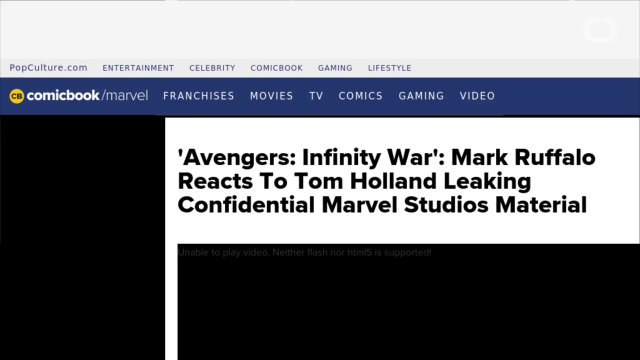 PopCulture.com ENTERTAINMENT CELEBRITY COMICBOOK GAMING LIFESTYLE
CB comicbook/marvel FRANCHISES MOVIES TV COMICS GAMING VIDEO
'Avengers: Infinity War': Mark Ruffalo
Reacts To Tom Holland Leaking
Confidential Marvel Studios Material
Unable to play video. Neither flash nor html5 is supported!